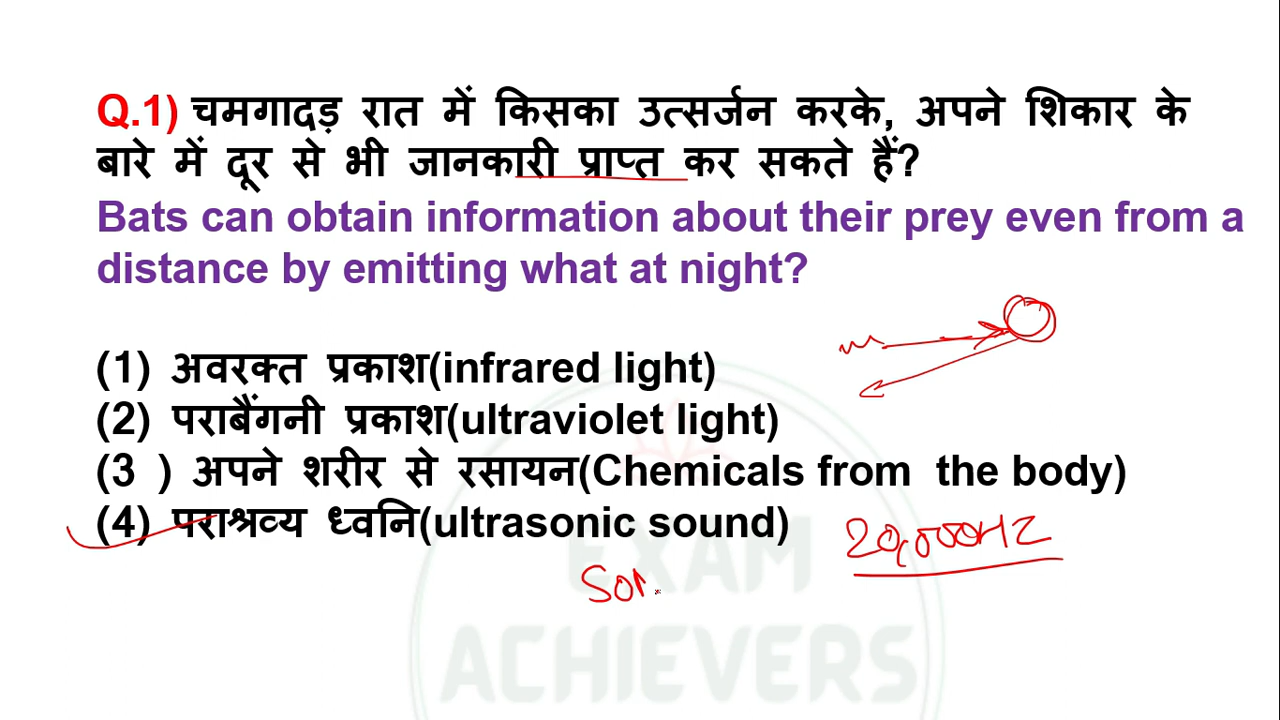 Q.1) चमगादड़ रात में किसका उत्सर्जन करके, अपने शिकार के
बारे में दूर से भी जानकारी प्राप्त कर सकते हैं?
Bats can obtain information about their prey even from a
distance by emitting what at night?
(1) अवरक्त प्रकाश(infrared light)
(2) पराबैंगनी प्रकाश(ultraviolet light)
(3 ) अपने शरीर से रसायन(Chemicals from the body)
(4) पराश्रव्य ध्वनि(ultrasonic sound)
20,000HZ
EXAM
ACHIEVERS